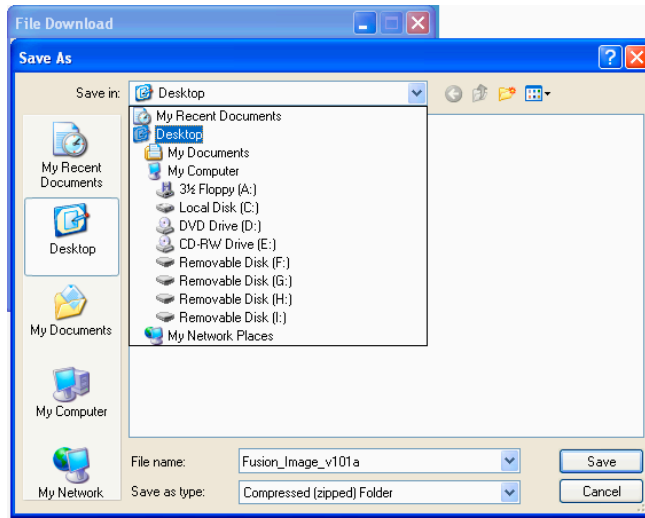 File Download
Save As
Save in:
Desktop
My Recent Documents
Desktop
My Documents
My Computer
3½ Floppy (A:)
Local Disk (C:)
DVD Drive (D:)
CD-RW Drive (E:)
Removable Disk (F:)
Removable Disk (G:)
Removable Disk (H:)
Removable Disk (I:)
My Network Places
My Recent
Documents
Desktop
My Documents
My Computer
My Network
File name:
Fusion_Image_v101a
Save
Save as type:
Compressed (zipped) Folder
Cancel